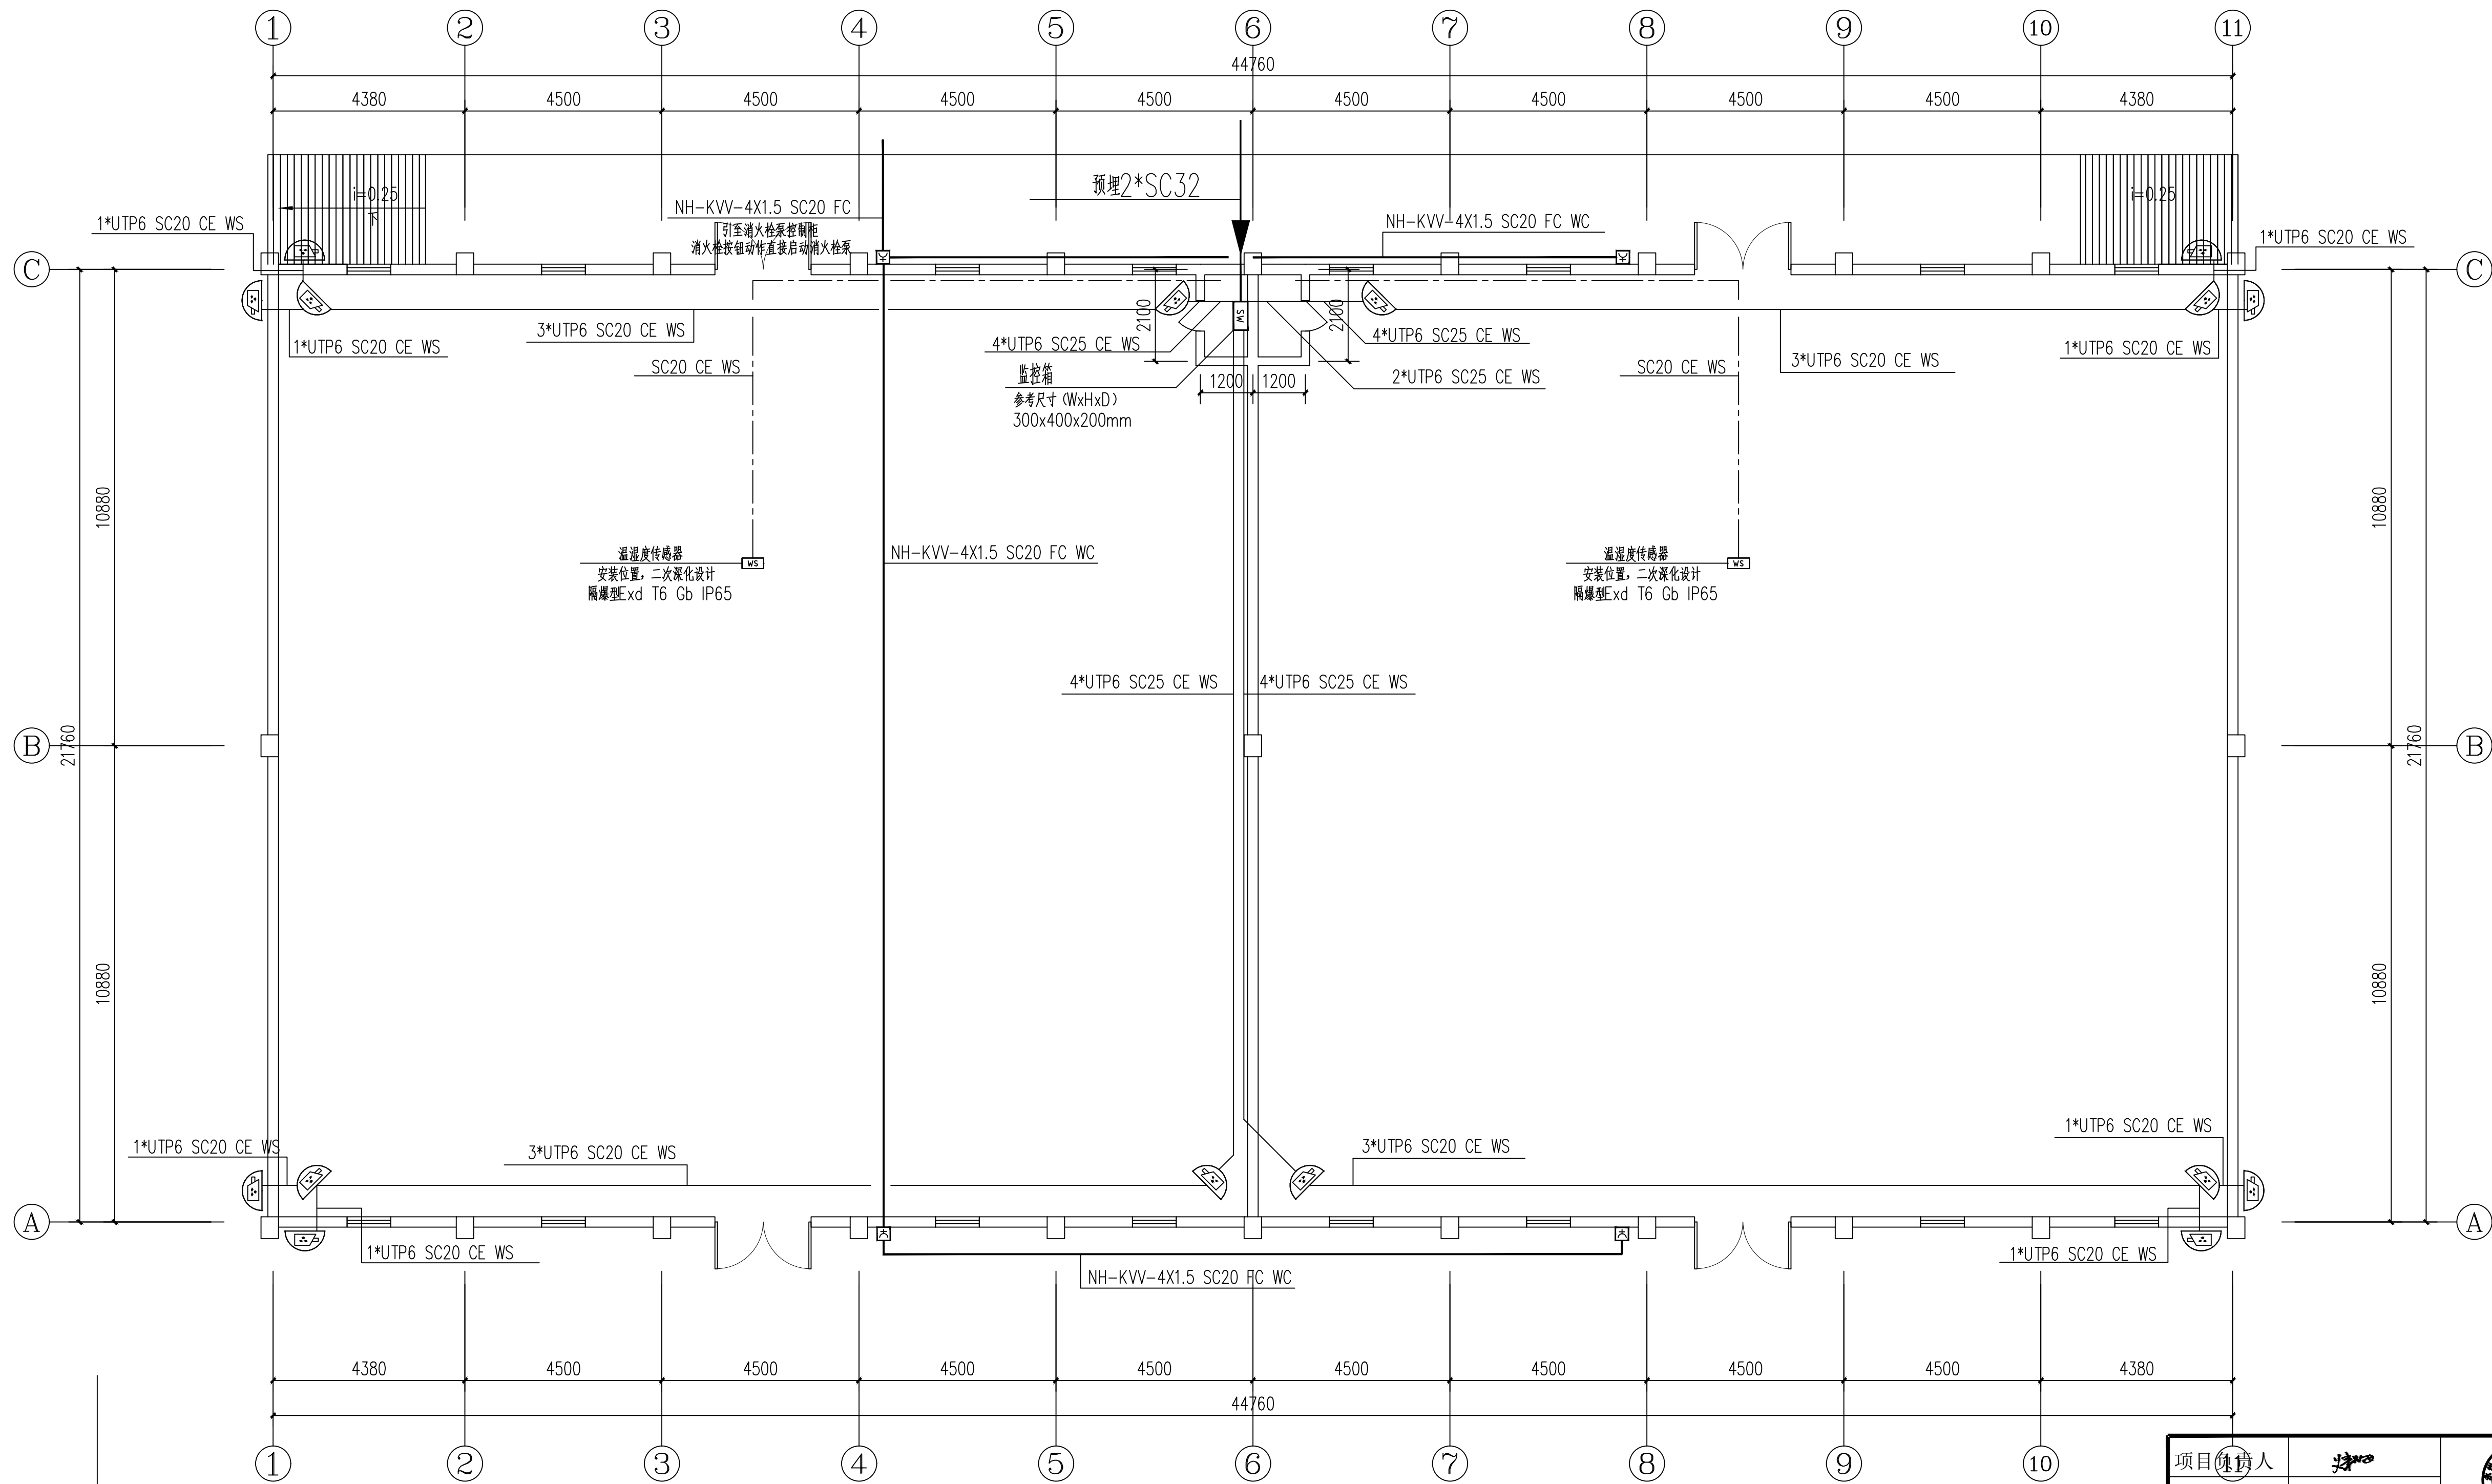 1 2 3 4 5 6 7 8 9 10 11
44760
4380 4500 4500 4500 4500 4500 4500 4500 4500 4380
i=0.25
下
预埋2*SC32
i=0.25
NH-KVV-4X1.5 SC20 FC
NH-KVV-4X1.5 SC20 FC WC
1*UTP6 SC20 CE WS
引至消火栓泵控制柜
消火栓按钮动作直接启动消火栓泵
1*UTP6 SC20 CE WS
C
C
SW
2100
2100
3*UTP6 SC20 CE WS
1*UTP6 SC20 CE WS
4*UTP6 SC25 CE WS
4*UTP6 SC25 CE WS
1*UTP6 SC20 CE WS
3*UTP6 SC20 CE WS
SC20 CE WS
监控箱
参考尺寸(WxHxD)
300x400x200mm
1200 1200
2*UTP6 SC25 CE WS
SC20 CE WS
10880
10880
温湿度传感器
WS
安装位置，二次深化设计
隔爆型Exd T6 Gb IP65
NH-KVV-4X1.5 SC20 FC WC
温湿度传感器
WS
安装位置，二次深化设计
隔爆型Exd T6 Gb IP65
4*UTP6 SC25 CE WS
4*UTP6 SC25 CE WS
B
21760
21760
B
10880
10880
1*UTP6 SC20 CE WS
3*UTP6 SC20 CE WS
3*UTP6 SC20 CE WS
1*UTP6 SC20 CE WS
A
A
1*UTP6 SC20 CE WS
1*UTP6 SC20 CE WS
NH-KVV-4X1.5 SC20 FC WC
4380 4500 4500 4500 4500 4500 4500 4500 4500 4380
44760
1 2 3 4 5 6 7 8 9 10 11
项目负责人